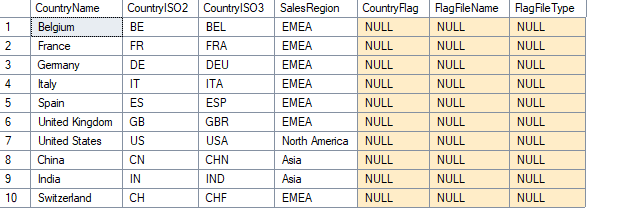 CountryName CountryISO2 CountryISO3 SalesRegion CountryFlag FlagFileName FlagFileType
1 Belgium BE BEL EMEA NULL NULL NULL
2 France FR FRA EMEA NULL NULL NULL
3 Germany DE DEU EMEA NULL NULL NULL
4 Italy IT ITA EMEA NULL NULL NULL
5 Spain ES ESP EMEA NULL NULL NULL
6 United Kingdom GB GBR EMEA NULL NULL NULL
7 United States US USA North America NULL NULL NULL
8 China CN CHN Asia NULL NULL NULL
9 India IN IND Asia NULL NULL NULL
10 Switzerland CH CHF EMEA NULL NULL NULL